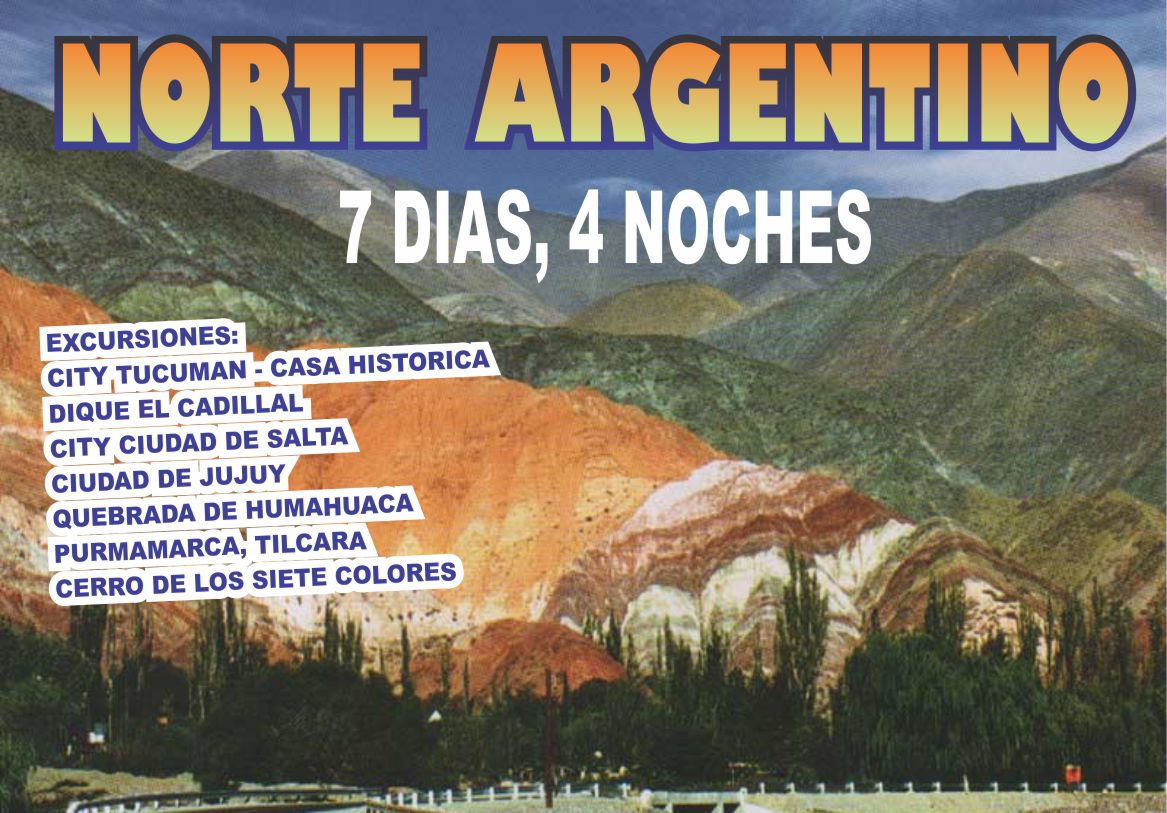 NORTE ARGENTINO
7 DIAS, 4 NOCHES
EXCURSIONES:
CITY TUCUMAN - CASA HISTORICA
DIQUE EL CADILLAL
CITY CIUDAD DE SALTA
CIUDAD DE JUJUY
QUEBRADA DE HUMAHUACA
PURMAMARCA, TILCARA
CERRO DE LOS SIETE COLORES